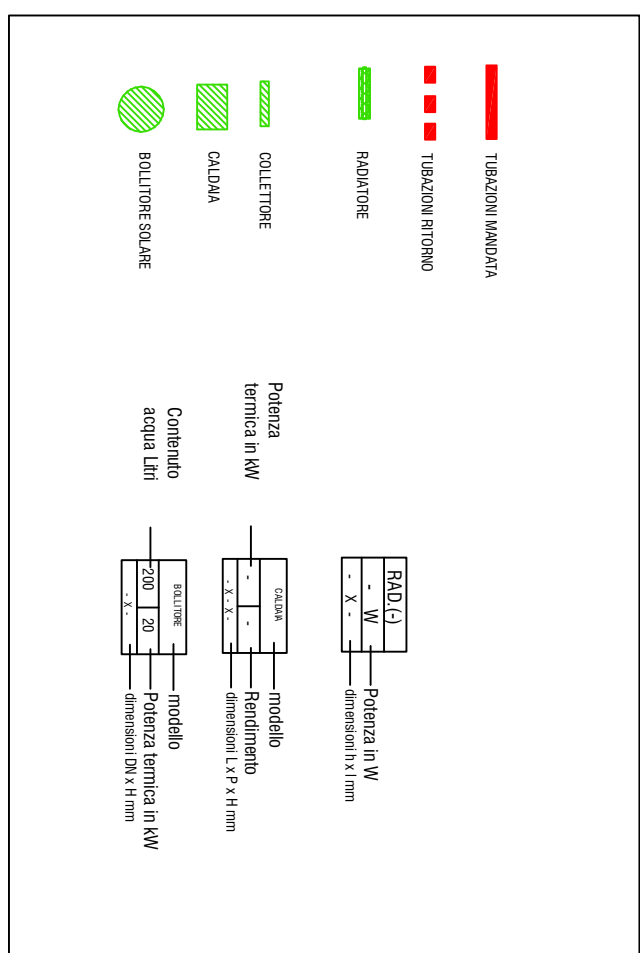 TUBAZIONI MANDATA
TUBAZIONI RITORNO
RADIATORE
COLLETTORE
CALDAIA
BOLLITORE SOLARE
RAD.(-)
- W
- X -
Potenza in W
dimensioni h x l mm
Potenza
termica in kW
CALDAIA
- -
- X - X -
modello
Rendimento
dimensioni L x P x H mm
Contenuto
acqua Litri
BOLLITORE
200 20
- X -
modello
Potenza termica in kW
dimensioni DN x H mm